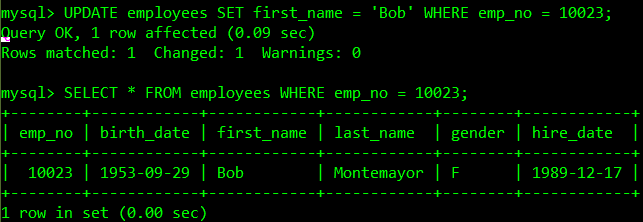 mysql> UPDATE employees SET first_name = 'Bob' WHERE emp_no = 10023;
Query OK, 1 row affected (0.09 sec)
Rows matched: 1  Changed: 1  Warnings: 0

mysql> SELECT * FROM employees WHERE emp_no = 10023;
+--------+------------+------------+------------+--------+------------+
| emp_no | birth_date | first_name | last_name  | gender | hire_date  |
+--------+------------+------------+------------+--------+------------+
|  10023 | 1953-09-29 | Bob        | Montemayor | F      | 1989-12-17 |
+--------+------------+------------+------------+--------+------------+
1 row in set (0.00 sec)